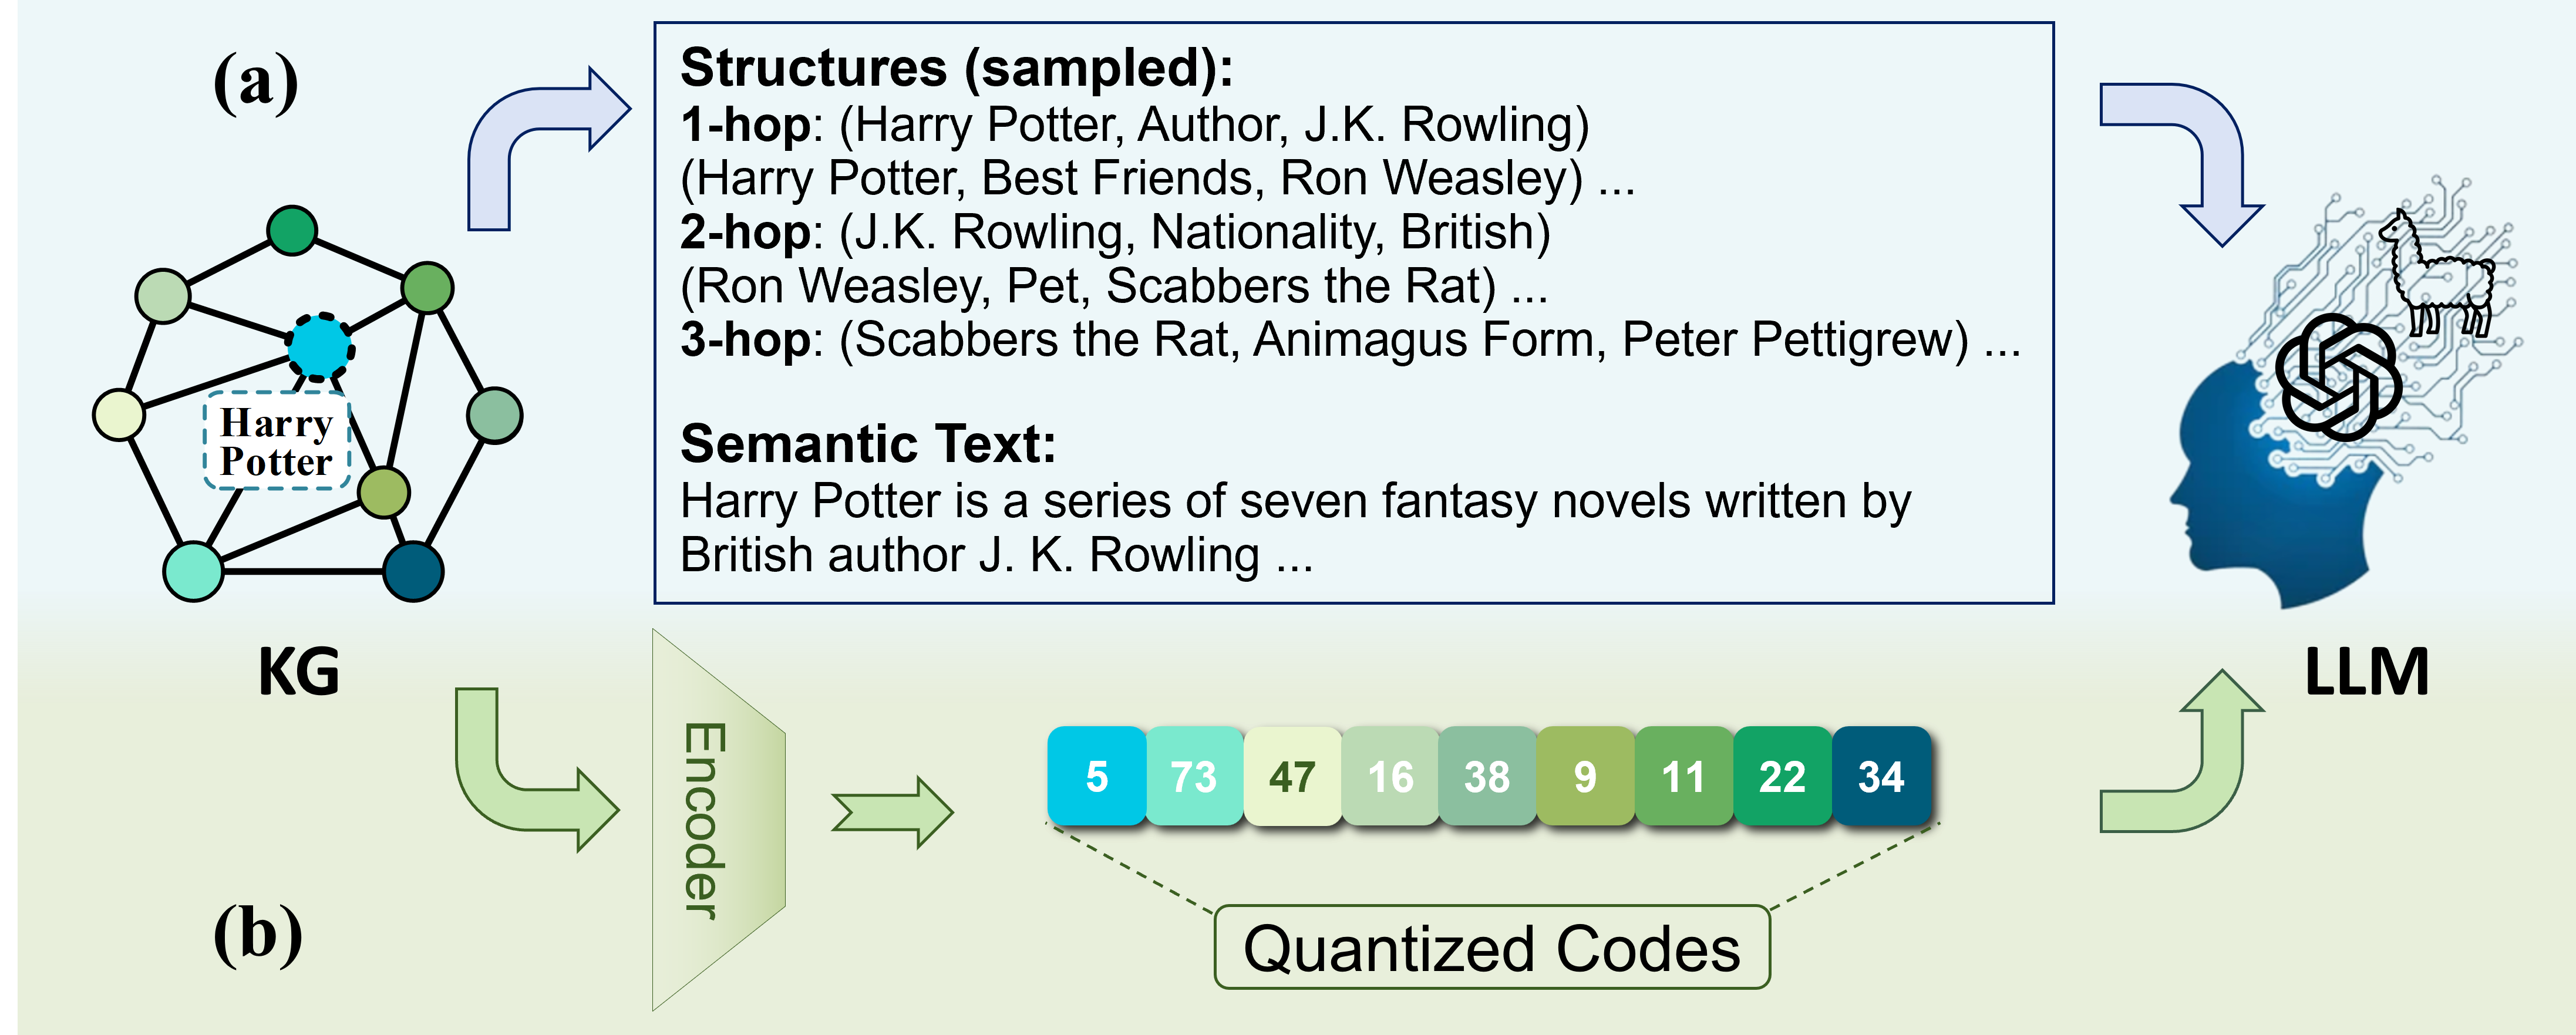 (a)
Structures (sampled):
1-hop: (Harry Potter, Author, J.K. Rowling)
(Harry Potter, Best Friends, Ron Weasley) ...
2-hop: (J.K. Rowling, Nationality, British)
(Ron Weasley, Pet, Scabbers the Rat) ...
3-hop: (Scabbers the Rat, Animagus Form, Peter Pettigrew) ...
Semantic Text:
Harry Potter is a series of seven fantasy novels written by
British author J. K. Rowling ...
Harry
Potter
KG
LLM
(b)
Encoder
5 73 47 16 38 9 11 22 34
Quantized Codes